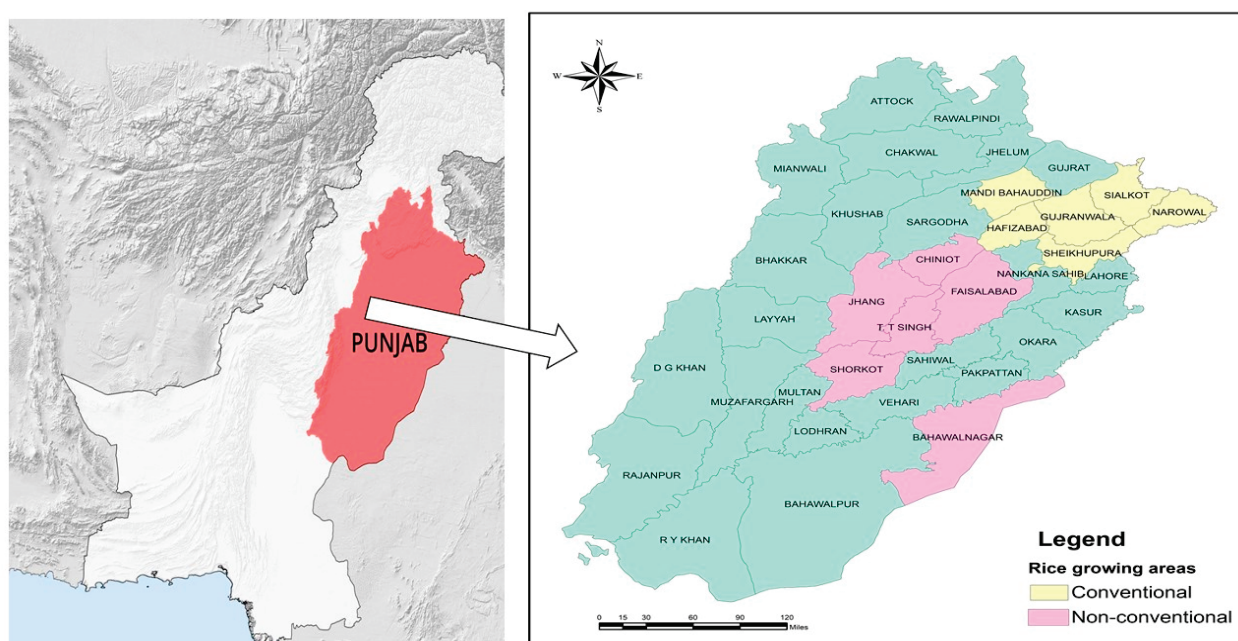 PUNJAB
N
W
E
S
ATTOCK
RAWALPINDI
CHAKWAL
JHELUM
GUJRAT
MIANWALI
MANDI BAHAUDDIN
SIALKOT
KHUSHAB
GUJRANWALA
NAROWAL
SARGODHA
HAFIZABAD
SHEIKHUPURA
BHAKKAR
CHINIOT
NANKANA SAHIB
LAHORE
FAISALABAD
JHANG
KASUR
LAYYAH
T. T SINGH
OKARA
SAHIWAL
D G KHAN
SHORKOT
PAKPATTAN
MULTAN
MUZAFARGARH
VEHARI
LODHRAN
BAHAWALNAGAR
RAJANPUR
BAHAWALPUR
R Y KHAN
Legend
Rice growing areas
Conventional
Non-conventional
0 15 30 60 90 120
Miles